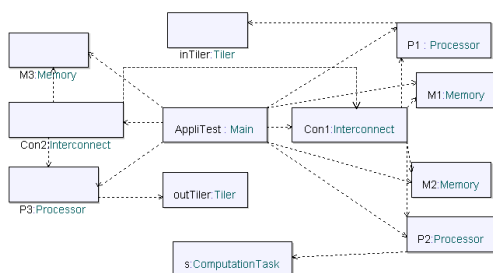 P1 : Processor
inTiler:Tiler
M3:Memory
M1:Memory
AppliTest : Main
Con1:Interconnect
Con2:Interconnect
M2:Memory
outTiler:Tiler
P3:Processor
P2:Processor
s:ComputationTask